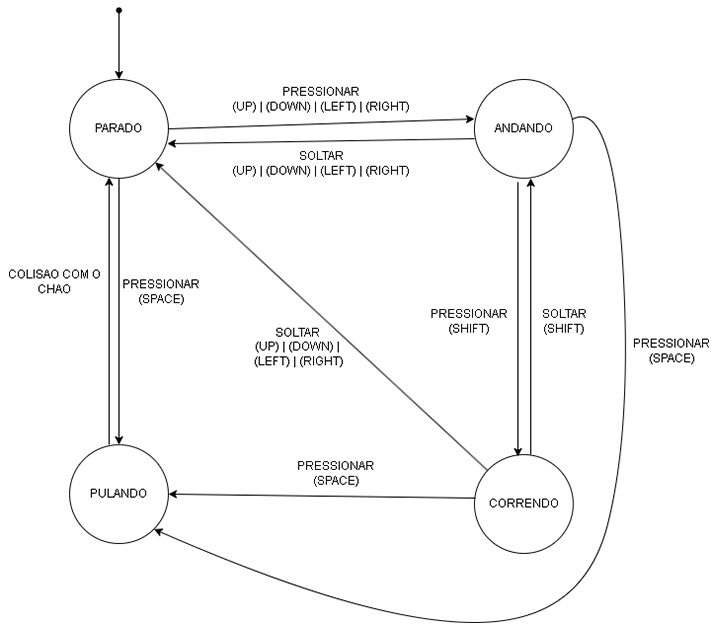 PRESSIONAR
(UP) | (DOWN) | (LEFT) | (RIGHT)
PARADO
ANDANDO
SOLTAR
(UP) | (DOWN) | (LEFT) | (RIGHT)
COLISAO COM O
CHAO
PRESSIONAR
(SPACE)
SOLTAR
(UP) | (DOWN) |
(LEFT) | (RIGHT)
PRESSIONAR
(SHIFT)
SOLTAR
(SHIFT)
PRESSIONAR
(SPACE)
PRESSIONAR
(SPACE)
PULANDO
CORRENDO